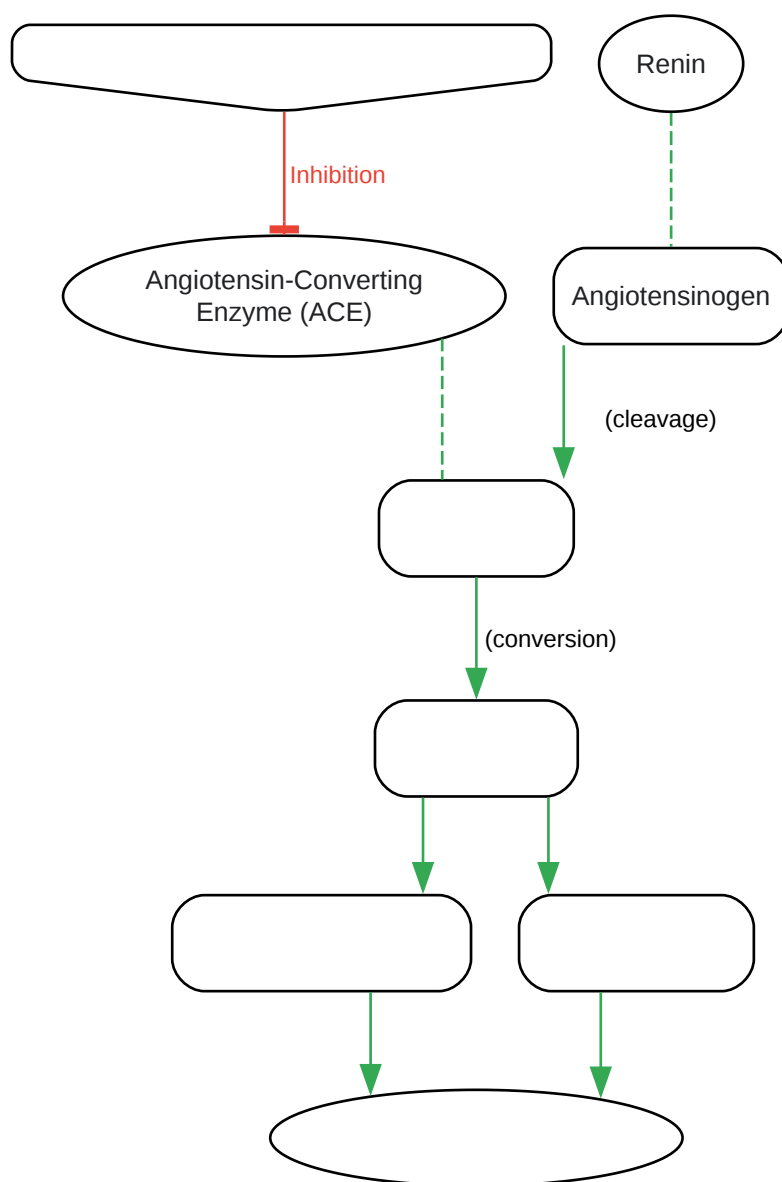 Renin
Inhibition
Angiotensin-Converting
Enzyme (ACE)
Angiotensinogen
(cleavage)
(conversion)